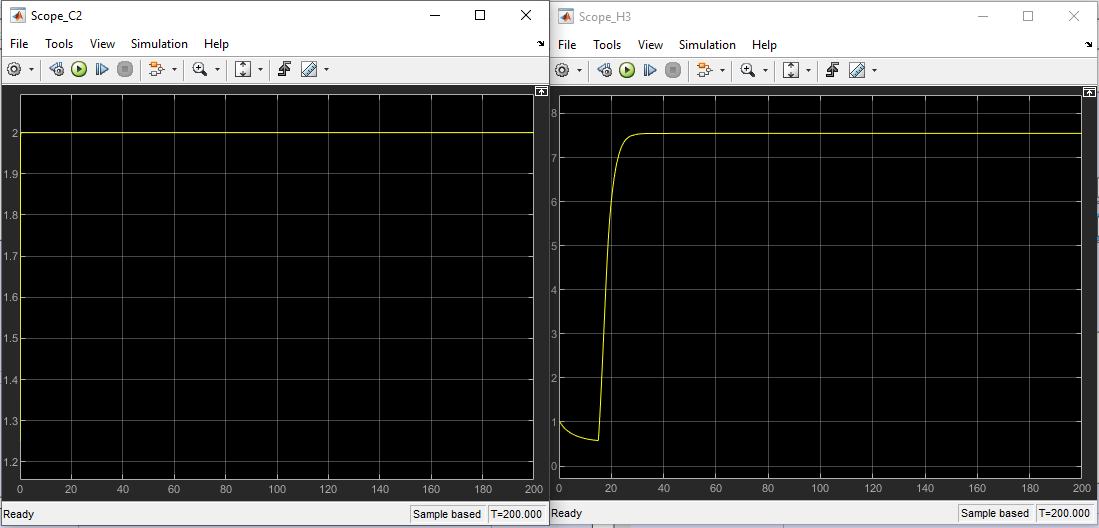 Scope_C2
File Tools View Simulation Help
2
1.9
1.8
1.7
1.6
1.5
1.4
1.3
1.2
0 20 40 60 80 100 120 140 160 180 200
Ready Sample based T=200.000
Scope_H3
File Tools View Simulation Help
8
7
6
5
4
3
2
1
0
0 20 40 60 80 100 120 140 160 180 200
Ready Sample based T=200.000